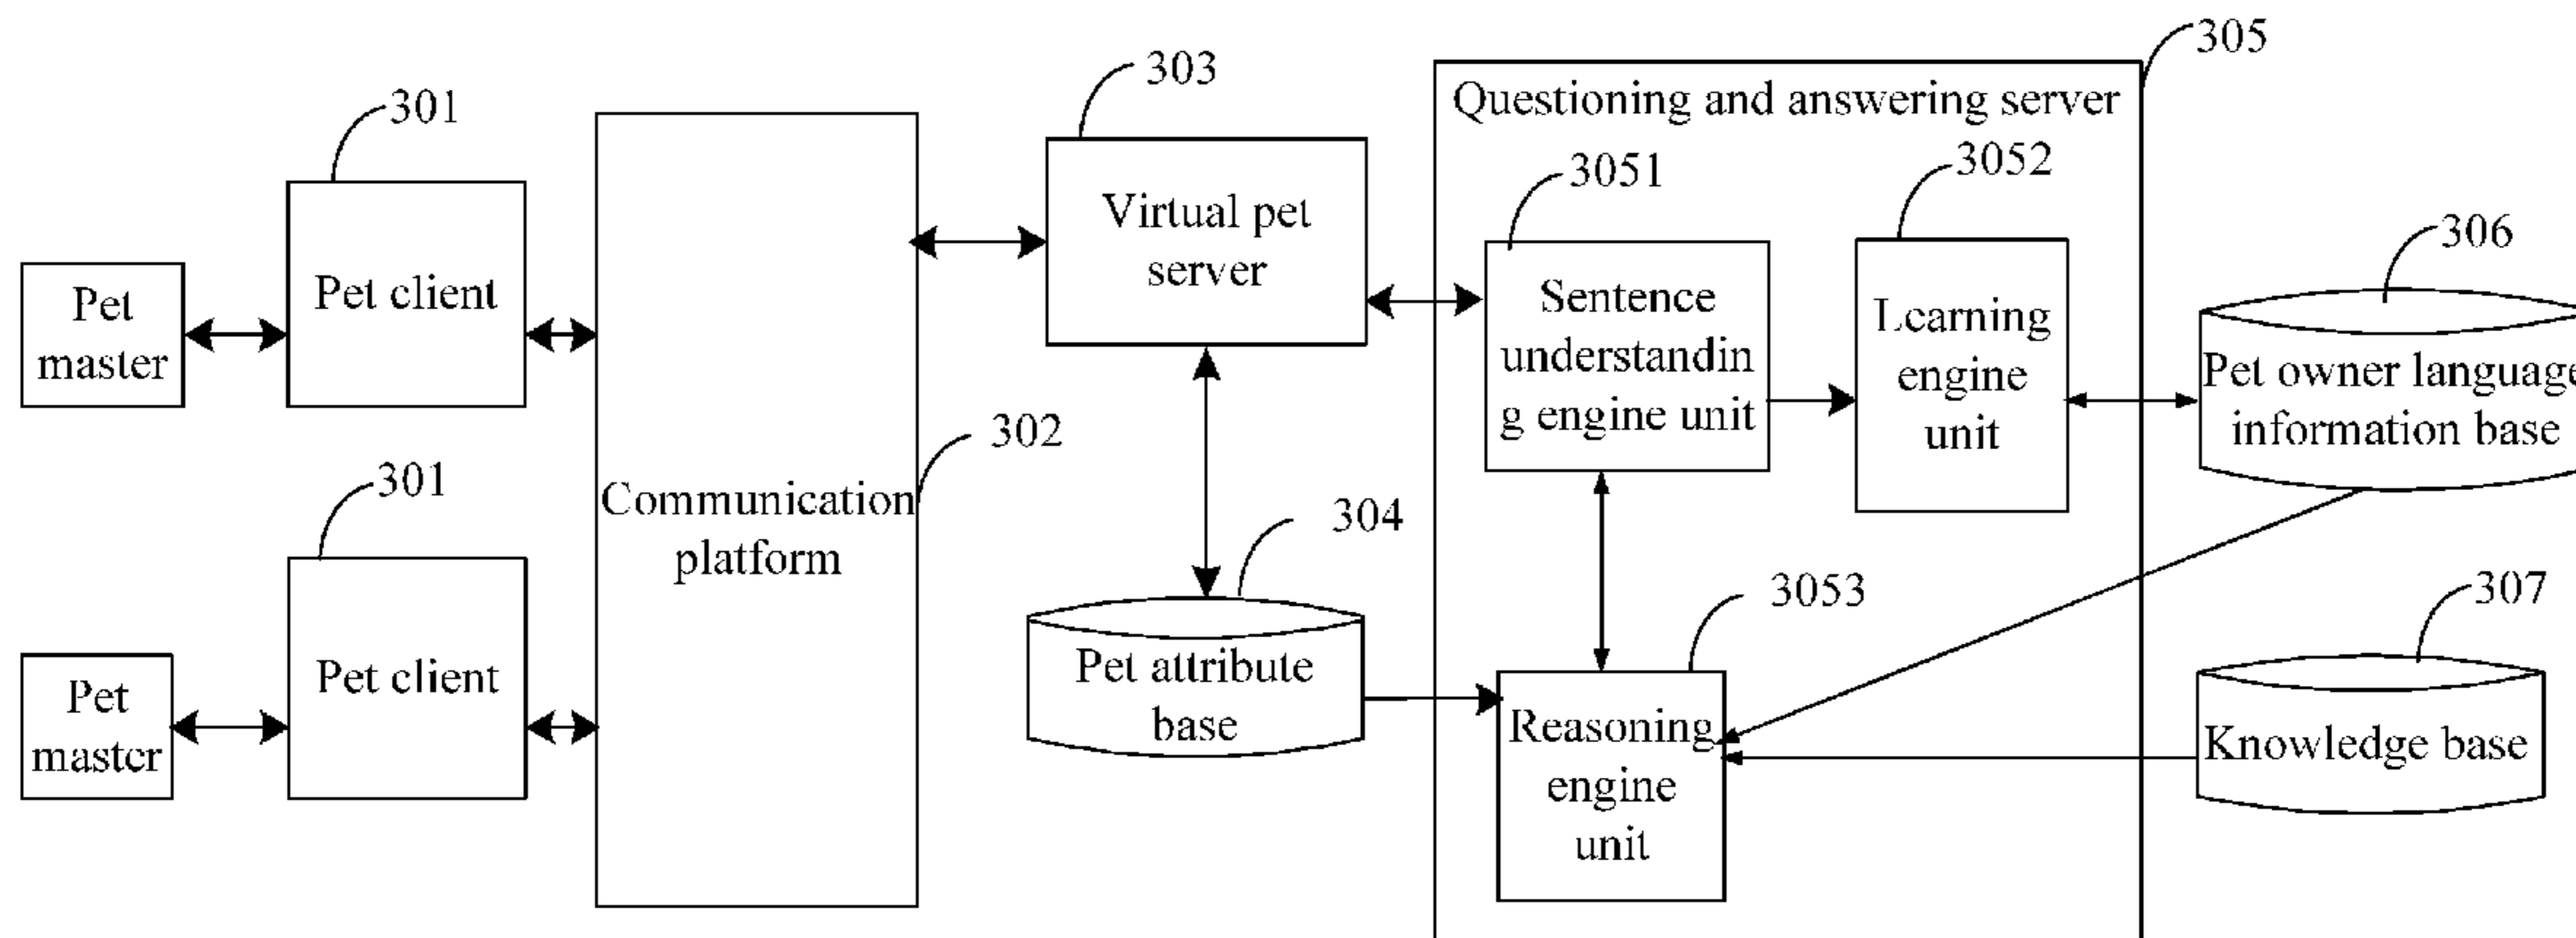 305
303
Questioning and answering server
301
3051
3052
Virtual pet
server
306
Pet
master
Pet client
Sentence
understandin
g engine unit
Learning
engine
unit
Pet owner language
information base
302
301
Communication
platform
304
3053
307
Pet
master
Pet client
Pet attribute
base
Reasoning
engine
unit
Knowledge base